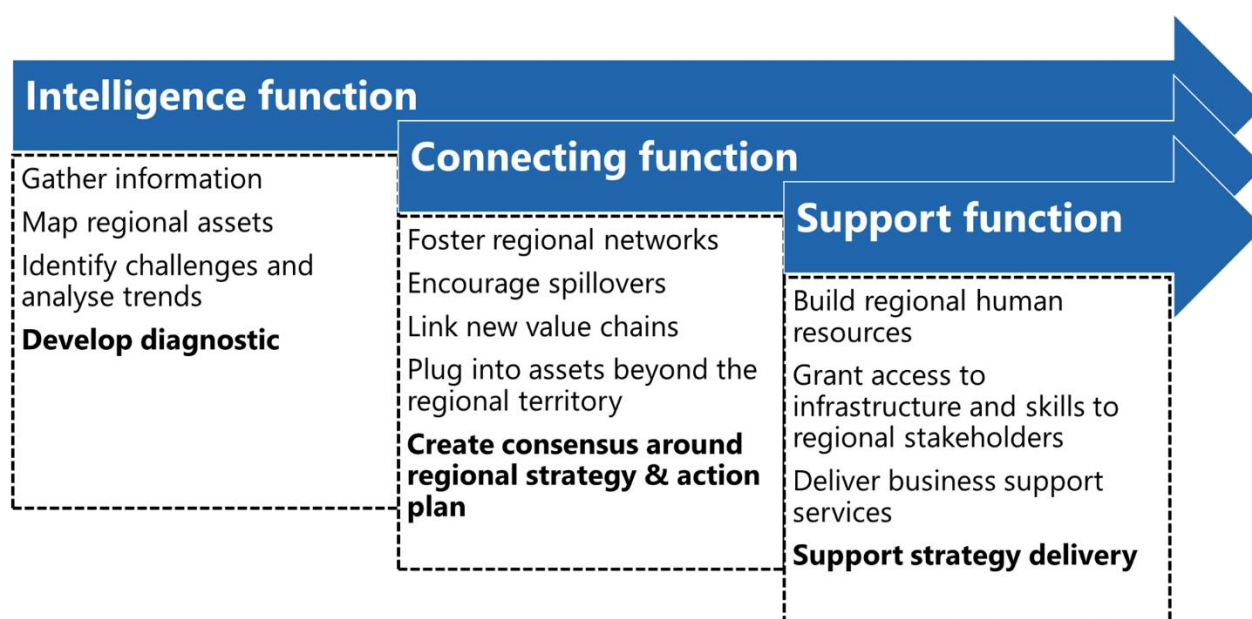 Intelligence function
Gather information
Map regional assets
Identify challenges and
analyse trends
Develop diagnostic
Connecting function
Foster regional networks
Encourage spillovers
Link new value chains
Plug into assets beyond the
regional territory
Create consensus around
regional strategy & action
plan
Support function
Build regional human
resources
Grant access to
infrastructure and skills to
regional stakeholders
Deliver business support
services
Support strategy delivery